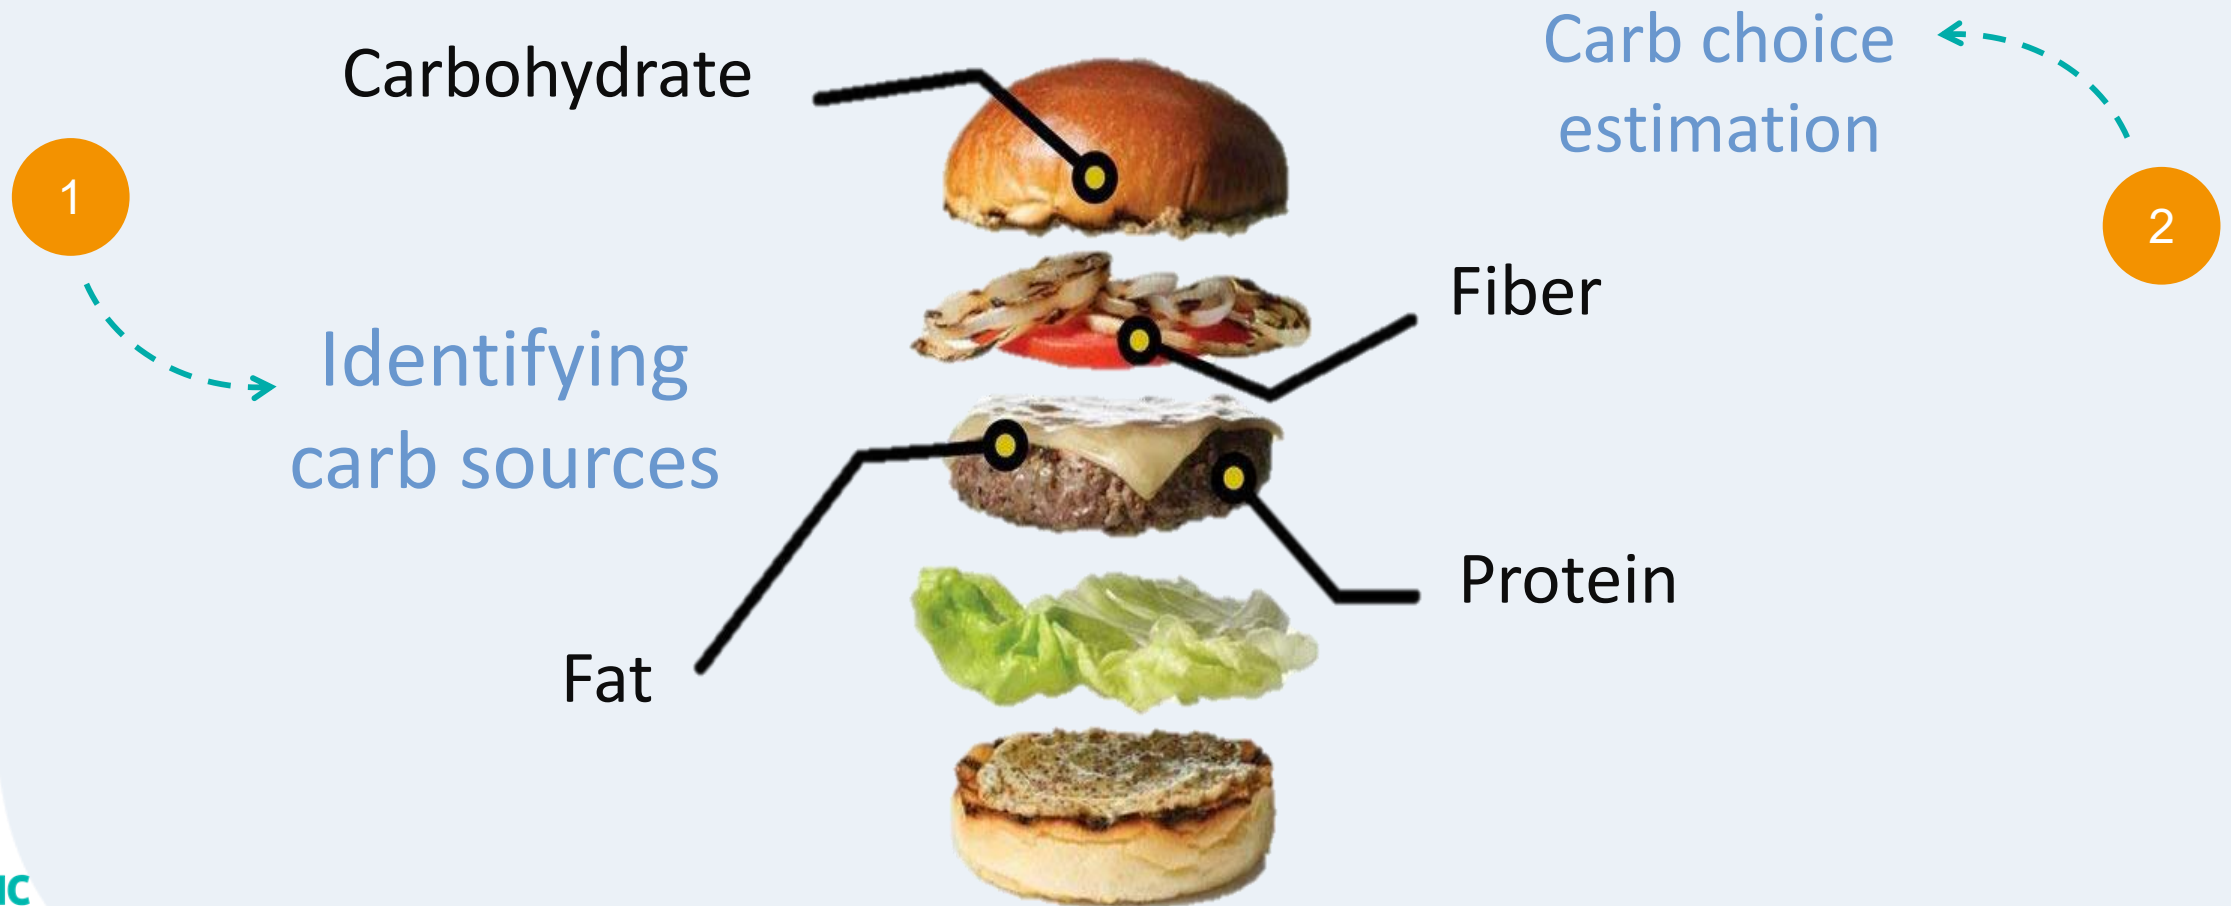 Carbohydrate
1
Identifying
carb sources
Fat
Carb choice
estimation
2
Fiber
Protein